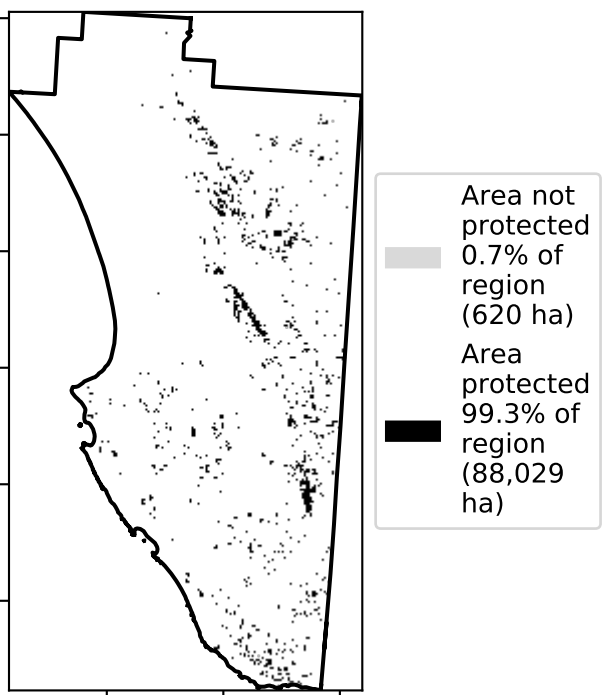 Area not
protected
0.7% of
region
(620 ha)
Area
protected
99.3% of
region
(88,029
ha)